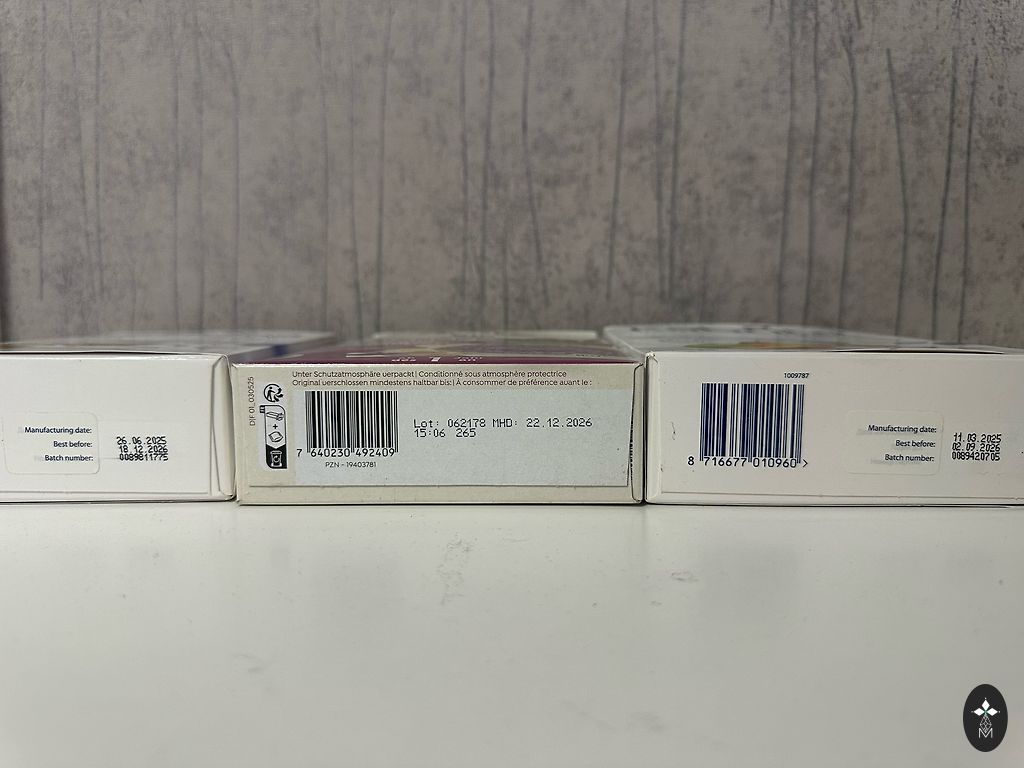 Manufacturing date:
Best before:
Batch number:
26.06.2025
18.12.2026
0089811775
DIF 01_030525
Unter Schutzatmosphäre verpackt| Conditionné sous atmosphère protectrice
Original verschlossen mindestens haltbar bis:| À consommer de préférence avant le :
7 640230 492409
PZN - 19403781
Lot: 062178 MHD: 22.12.2026
15:06 265
1009787
8 716677 010960 >
Manufacturing date:
Best before:
Batch number:
11.03.2025
02.09.2026
0089420705
M